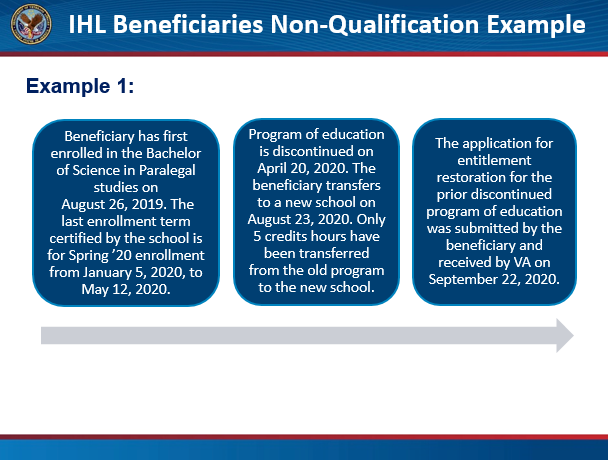 IHL Beneficiaries Non-Qualification Example
Example 1:
Beneficiary has first
enrolled in the Bachelor
of Science in Paralegal
studies on
August 26, 2019. The
last enrollment term
certified by the school is
for Spring ’20 enrollment
from January 5, 2020, to
May 12, 2020.
Program of education
is discontinued on
April 20, 2020. The
beneficiary transfers
to a new school on
August 23, 2020. Only
5 credits hours have
been transferred
from the old program
to the new school.
The application for
entitlement
restoration for the
prior discontinued
program of education
was submitted by the
beneficiary and
received by VA on
September 22, 2020.